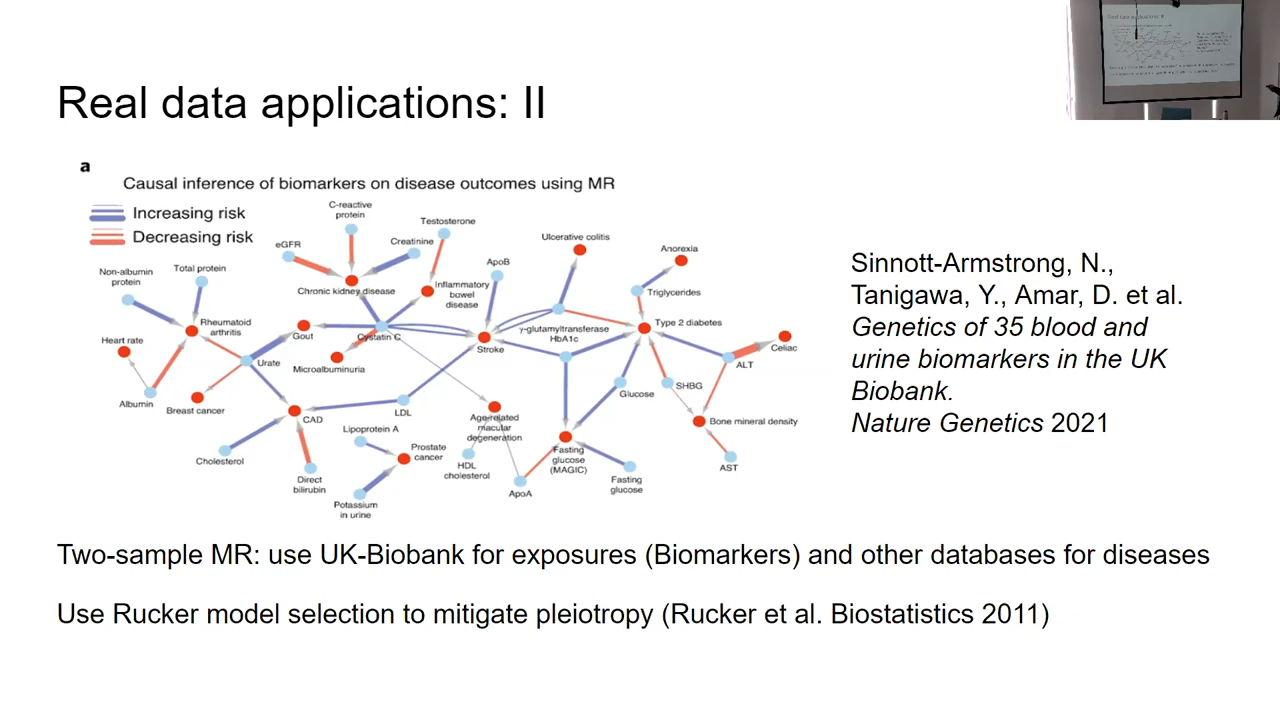 Real data applications: II
Real data applications: II
a
Causal inference of biomarkers on disease outcomes using MR
Increasing risk
Decreasing risk
C-reactive
protein
Testosterone
eGFR
Creatinine
Ulcerative colitis
Anorexia
Non-albumin
protein
Total protein
ApoB
Chronic kidney disease
Inflammatory
bowel
disease
Triglycerides
Rheumatoid
arthritis
Gout
Cystatin C
Stroke
γ-glutamyltransferase
HbA1c
Type 2 diabetes
Heart rate
Urate
Microalbuminuria
Celiac
ALT
Albumin
Breast cancer
CAD
LDL
Glucose
SHBG
Age-related
macular
degeneration
Bone mineral density
Lipoprotein A
Prostate
cancer
Cholesterol
Direct
bilirubin
HDL
cholesterol
Fasting
glucose
(MAGIC)
AST
Potassium
in urine
ApoA
Fasting
glucose
Sinnott-Armstrong, N.,
Tanigawa, Y., Amar, D. et al.
Genetics of 35 blood and
urine biomarkers in the UK
Biobank.
Nature Genetics 2021
Two-sample MR: use UK-Biobank for exposures (Biomarkers) and other databases for diseases
Use Rucker model selection to mitigate pleiotropy (Rucker et al. Biostatistics 2011)